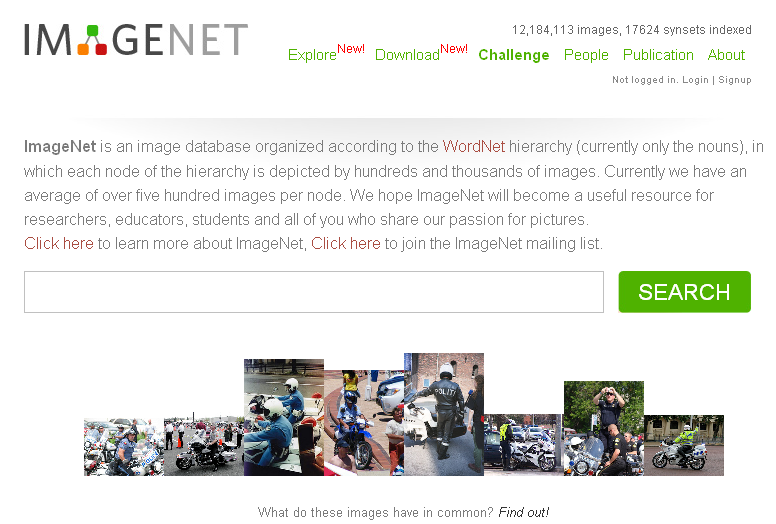 IMAGENET
12,184,113 images, 17624 synsets indexed
Explore New! Download New! Challenge People Publication About
Not logged in. Login | Signup
ImageNet is an image database organized according to the WordNet hierarchy (currently only the nouns), in
which each node of the hierarchy is depicted by hundreds and thousands of images. Currently we have an
average of over five hundred images per node. We hope ImageNet will become a useful resource for
researchers, educators, students and all of you who share our passion for pictures.
Click here to learn more about ImageNet, Click here to join the ImageNet mailing list.
SEARCH
POLITI
What do these images have in common? Find out!